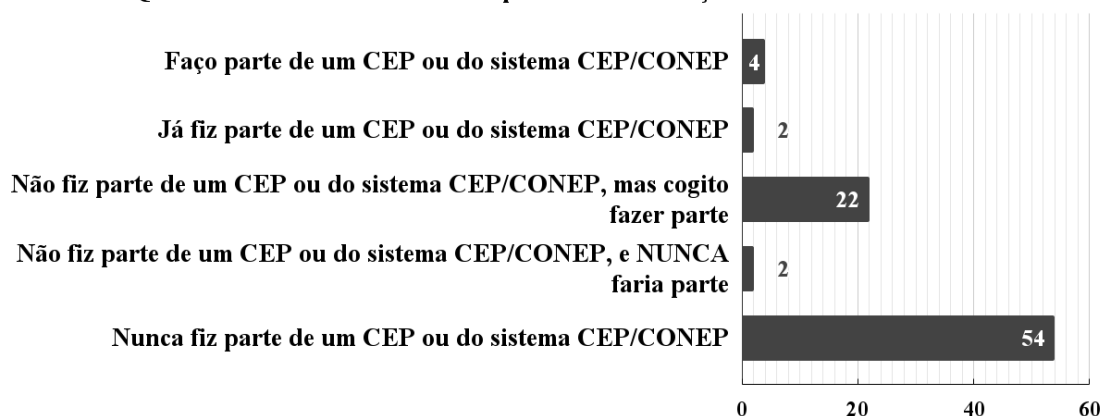 Faço parte de um CEP ou do sistema CEP/CONEP
4
Já fiz parte de um CEP ou do sistema CEP/CONEP
2
Não fiz parte de um CEP ou do sistema CEP/CONEP, mas cogito
fazer parte
22
Não fiz parte de um CEP ou do sistema CEP/CONEP, e NUNCA
faria parte
2
Nunca fiz parte de um CEP ou do sistema CEP/CONEP
54
0 20 40 60